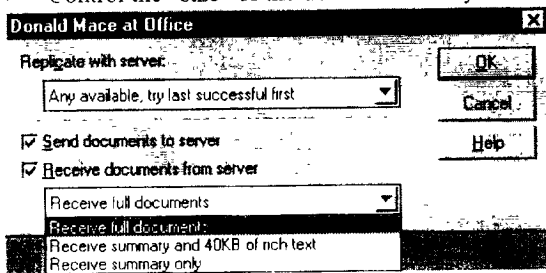 Donald Mace at Office
Replicate with server:
OK
Any available, try last successful first
Cancel
Send documents to server
Help
Receive documents from server
Receive full documents
Receive full documents
Receive summary and 40KB of rich text
Receive summary only